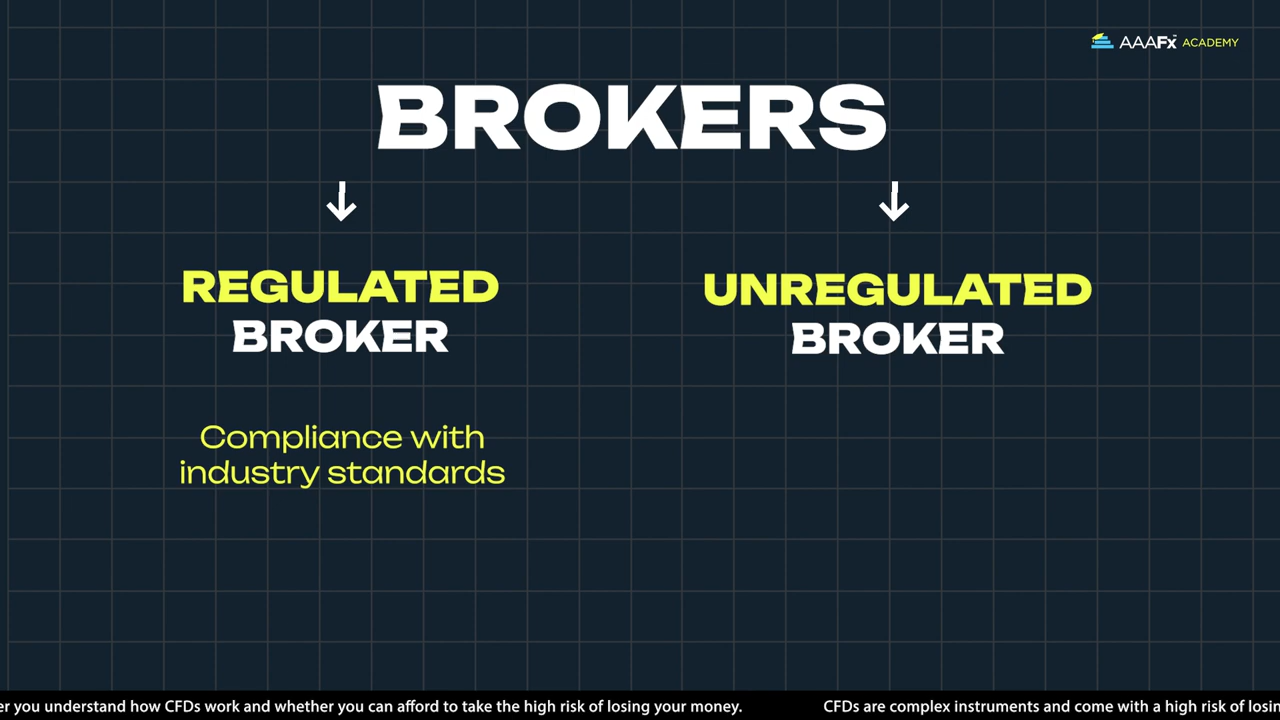 AAAFx ACADEMY
BROKERS
REGULATED
BROKER
UNREGULATED
BROKER
Compliance with
industry standards
you understand how CFDs work and whether you can afford to take the high risk of losing your money.
CFDs are complex instruments and come with a high risk of